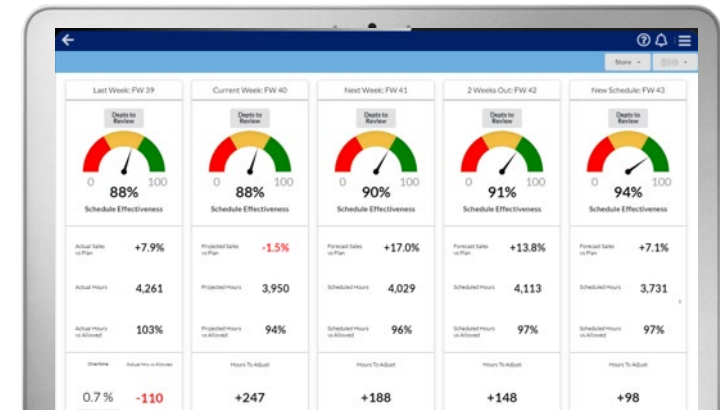 Store
Last Week: FW 39
Current Week: FW 40
Next Week: FW 41
2 Weeks Out: FW 42
New Schedule: FW 43
Depts to
Review
Depts to
Review
Depts to
Review
Depts to
Review
Depts to
Review
0 100
0 100
0 100
0 100
0 100
88%
88%
90%
91%
94%
Schedule Effectiveness
Schedule Effectiveness
Schedule Effectiveness
Schedule Effectiveness
Schedule Effectiveness
Actual Sales
vs Plan
+7.9%
Projected Sales
vs Plan
-1.5%
Forecast Sales
vs Plan
+17.0%
Forecast Sales
vs Plan
+13.8%
Forecast Sales
vs Plan
+7.1%
Actual Hours 4,261
Projected Hours 3,950
Scheduled Hours 4,029
Scheduled Hours 4,113
Scheduled Hours 3,731
Actual Hours
vs Allowed
103%
Projected Hours
vs Allowed
94%
Scheduled Hours
vs Allowed
96%
Scheduled Hours
vs Allowed
97%
Scheduled Hours
vs Allowed
97%
Overtime Actual Hrs vs Allowed
Hours To Adjust
Hours To Adjust
Hours To Adjust
Hours To Adjust
0.7 % -110
+247
+188
+148
+98